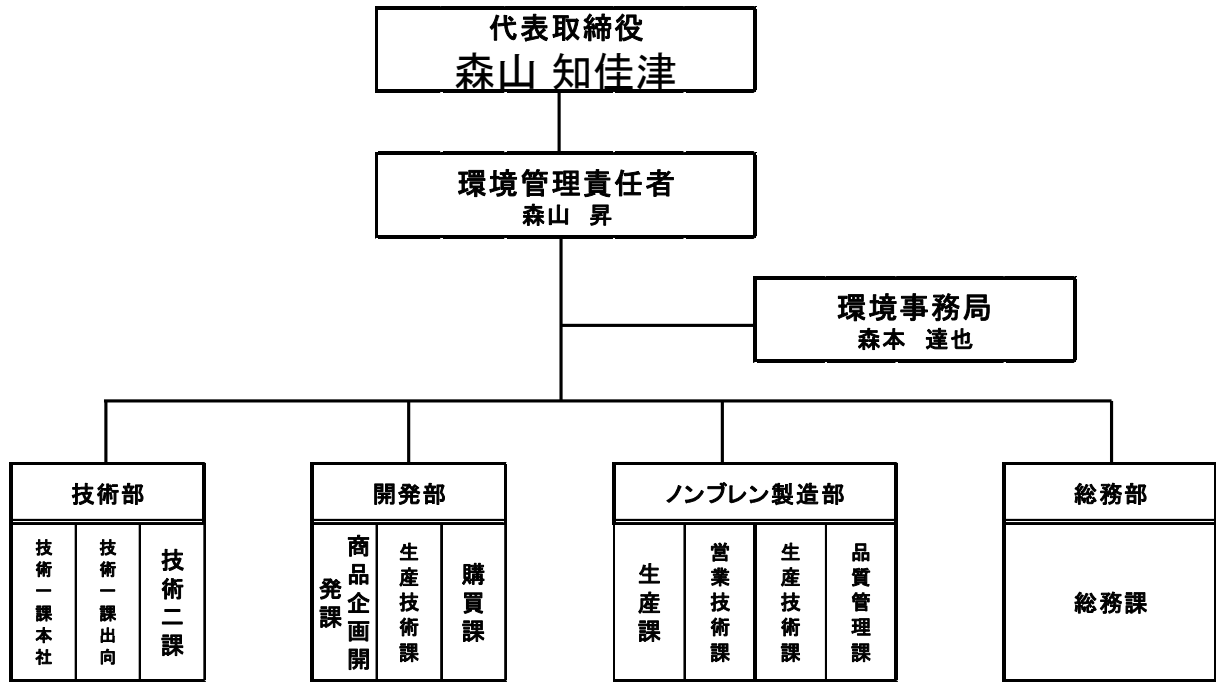 代表取締役
森山 知佳津
環境管理責任者
森山 昇
環境事務局
森本 達也
技術部
技術一課本社
技術一課出向
技術二課
開発部
商品企画開
発課
生産技術課
購買課
ノンブレン製造部
生産課
営業技術課
生産技術課
品質管理課
総務部
総務課